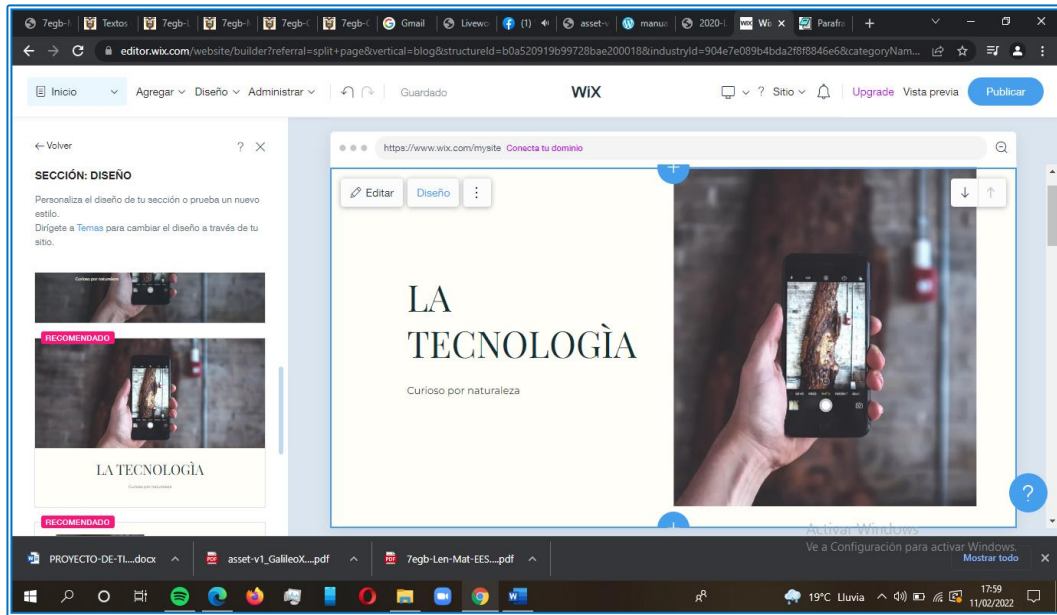 7egb-
Textos
7egb-
7egb-
7egb-
7egb-
Gmail
Livewo
(1)
asset-v
manua
2020-
Wi
Parafra
editor.wix.com/website/builder?referral=split+page&vertical=blog&structureId=b0a520919b99728bae200018&industryId=904e7e089b4bda2f8f8846e6&categoryNam...
Inicio Agregar Diseño Administrar Guardado WiX ? Sitio Upgrade Vista previa Publicar
← Volver ? ×
SECCIÓN: DISEÑO
Personaliza el diseño de tu sección o prueba un nuevo
estilo.
Dirígete a Temas para cambiar el diseño a través de tu
sitio.
Curioso por naturaleza
RECOMENDADO
LA TECNOLOGÌA
Curioso por naturaleza
RECOMENDADO
https://www.wix.com/mysite Conecta tu dominio
Editar Diseño
LA
TECNOLOGÌA
Curioso por naturaleza
?
Activar Windows
Ve a Configuración para activar Windows.
PROYECTO-DE-TI....docx asset-v1_GalileoX....pdf 7egb-Len-Mat-EES....pdf Mostrar todo
19°C Lluvia 17:59
11/02/2022